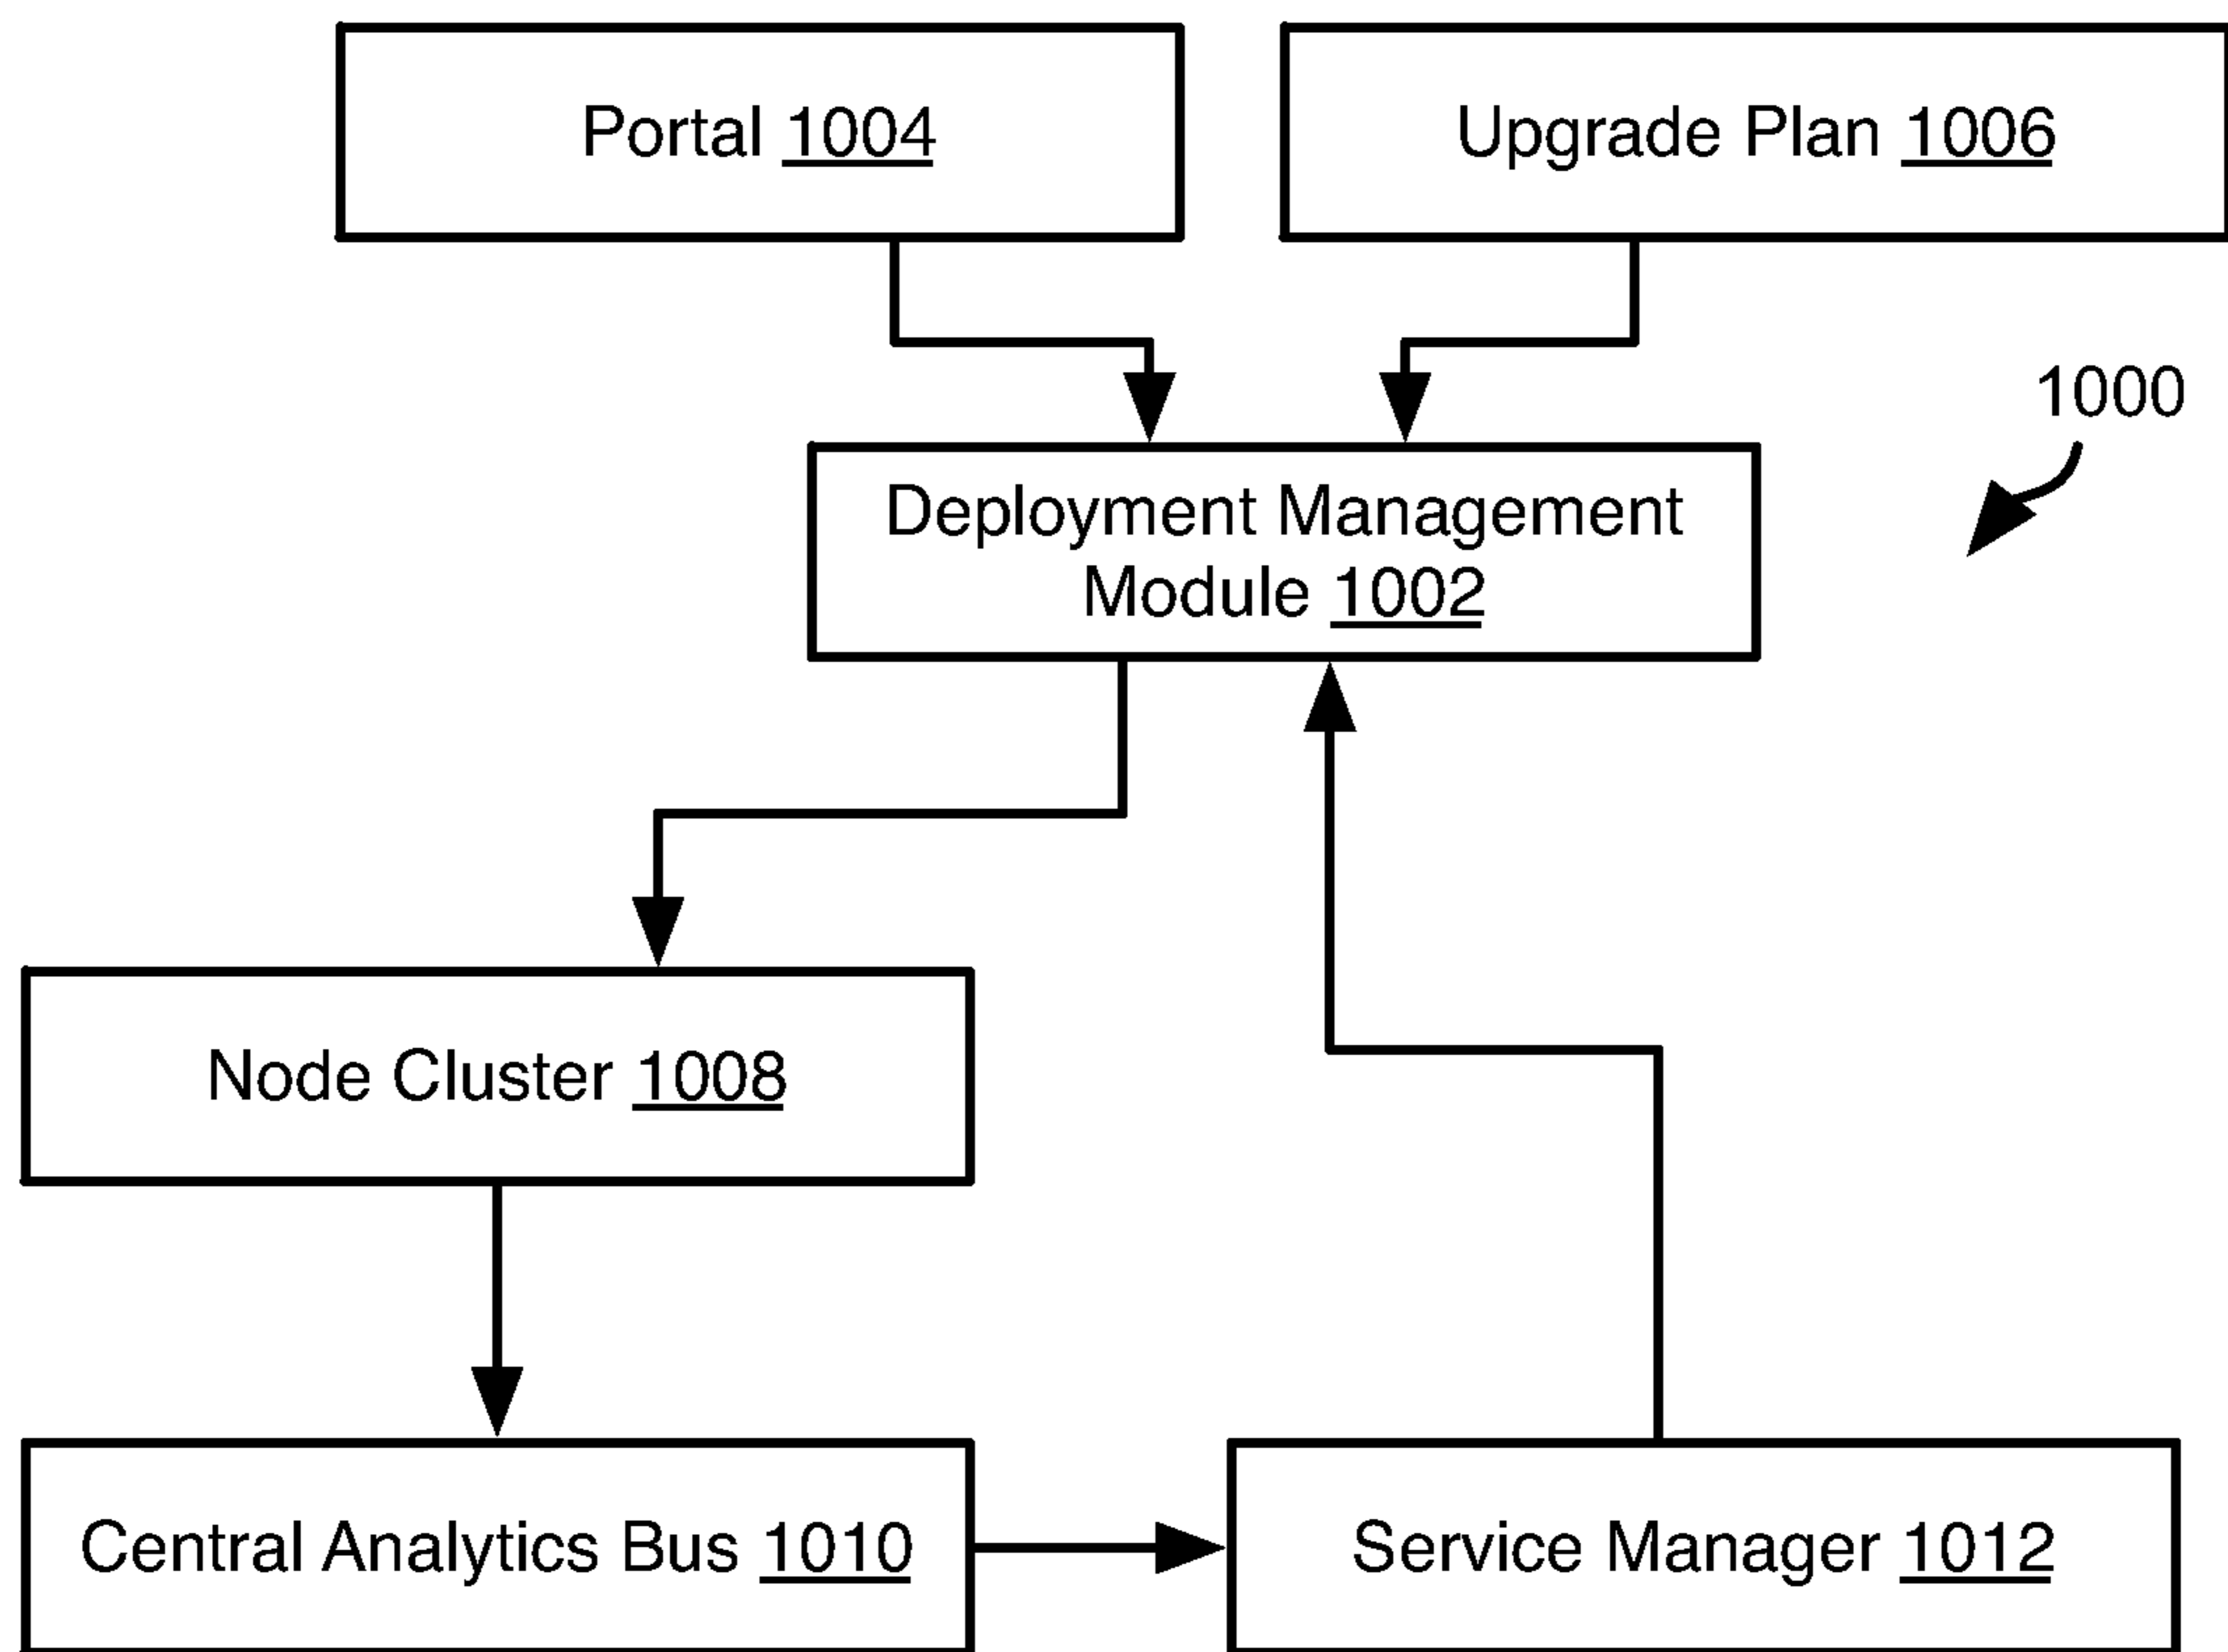 Portal 1004
Upgrade Plan 1006
1000
Deployment Management
Module 1002
Node Cluster 1008
Central Analytics Bus 1010
Service Manager 1012